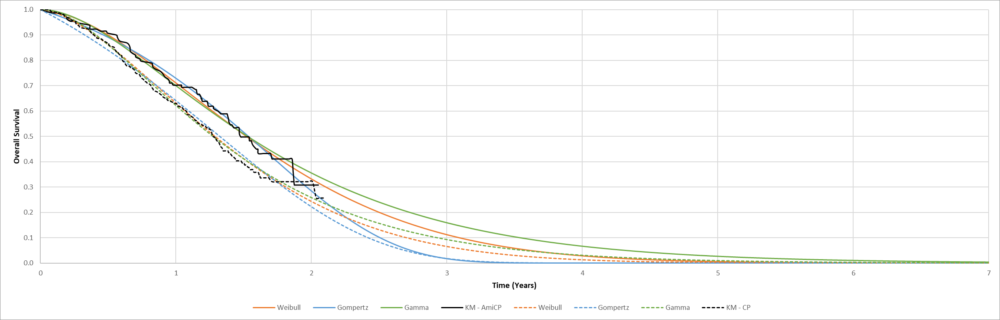 1.0
0.9
0.8
0.7
0.6
0.5
0.4
0.3
0.2
0.1
0.0
Overall Survival
0 1 2 3 4 5 6 7
Time (Years)
Weibull Gompertz Gamma KM - AmiCP Weibull Gompertz Gamma KM - CP